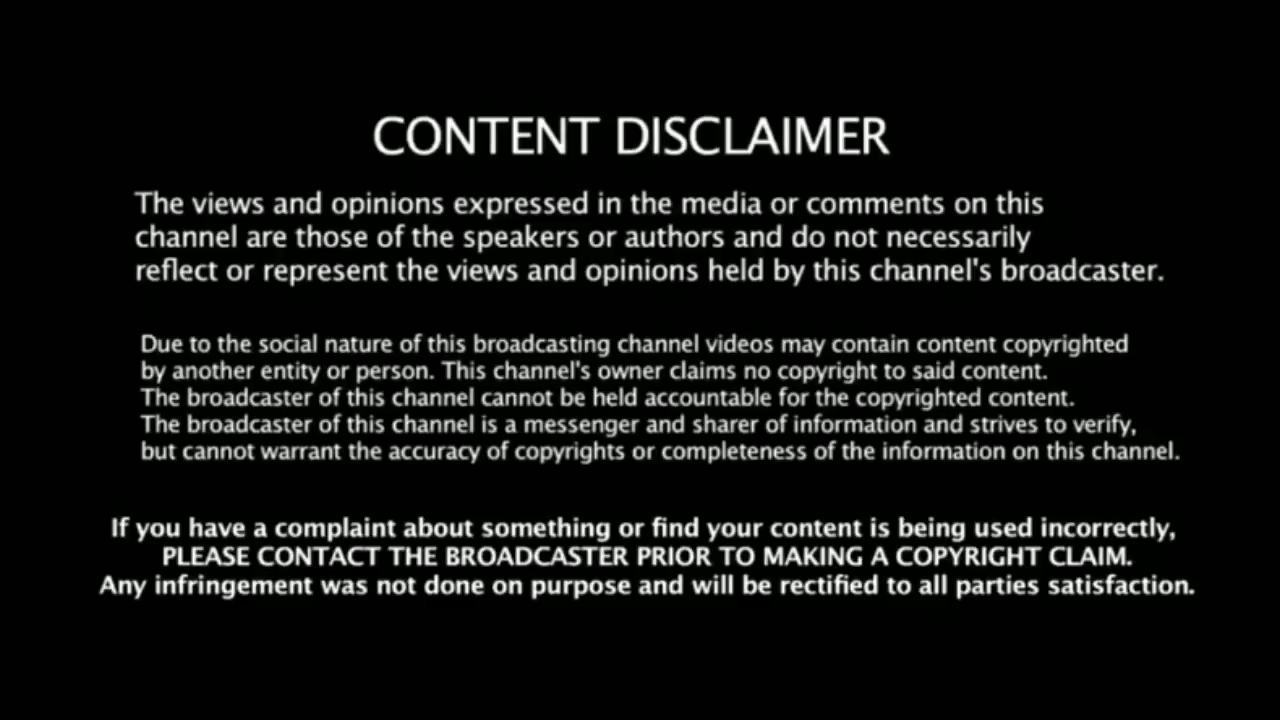 CONTENT DISCLAIMER
The views and opinions expressed in the media or comments on this
channel are those of the speakers or authors and do not necessarily
reflect or represent the views and opinions held by this channel's broadcaster.
Due to the social nature of this broadcasting channel videos may contain content copyrighted
by another entity or person. This channel's owner claims no copyright to said content.
The broadcaster of this channel cannot be held accountable for the copyrighted content.
The broadcaster of this channel is a messenger and sharer of information and strives to verify,
but cannot warrant the accuracy of copyrights or completeness of the information on this channel.
If you have a complaint about something or find your content is being used incorrectly,
PLEASE CONTACT THE BROADCASTER PRIOR TO MAKING A COPYRIGHT CLAIM.
Any infringement was not done on purpose and will be rectified to all parties satisfaction.